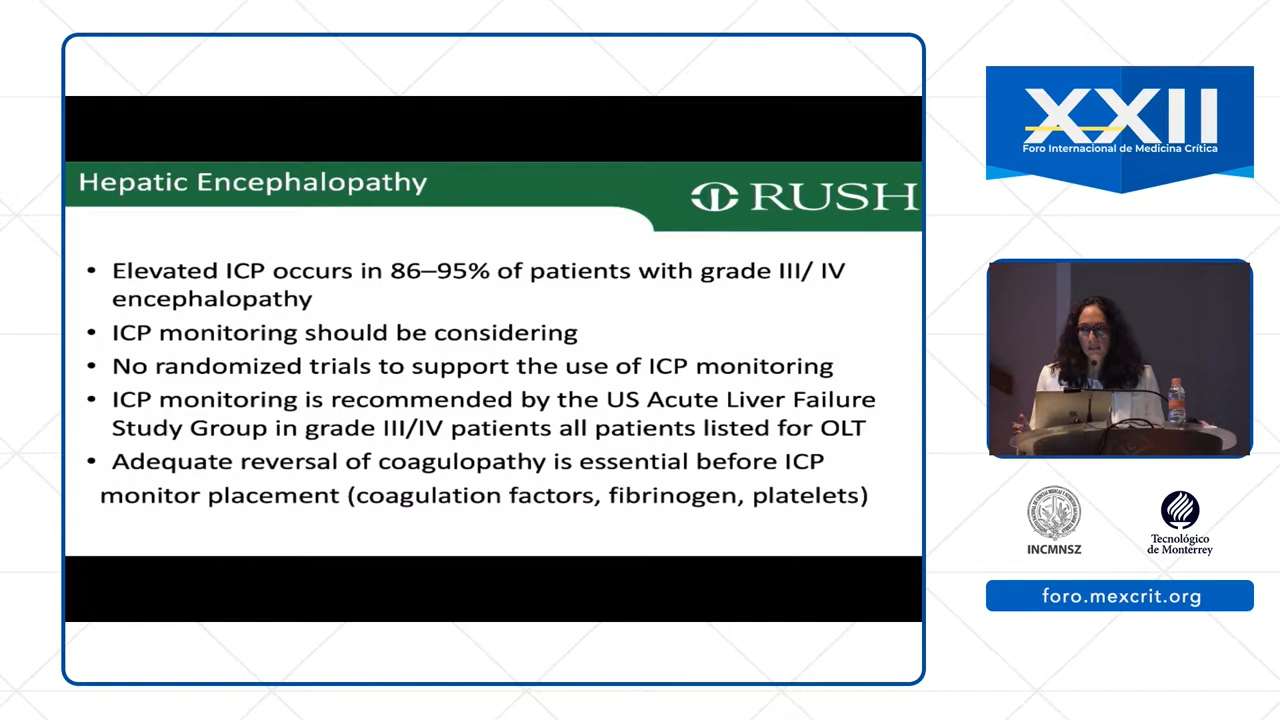 Hepatic Encephalopathy
RUSH
• Elevated ICP occurs in 86–95% of patients with grade III/ IV
encephalopathy
• ICP monitoring should be considering
• No randomized trials to support the use of ICP monitoring
• ICP monitoring is recommended by the US Acute Liver Failure
Study Group in grade III/IV patients all patients listed for OLT
• Adequate reversal of coagulopathy is essential before ICP
monitor placement (coagulation factors, fibrinogen, platelets)
XXII
Foro Internacional de Medicina Crítica
INCMNSZ
Tecnológico
de Monterrey
foro.mexcrit.org